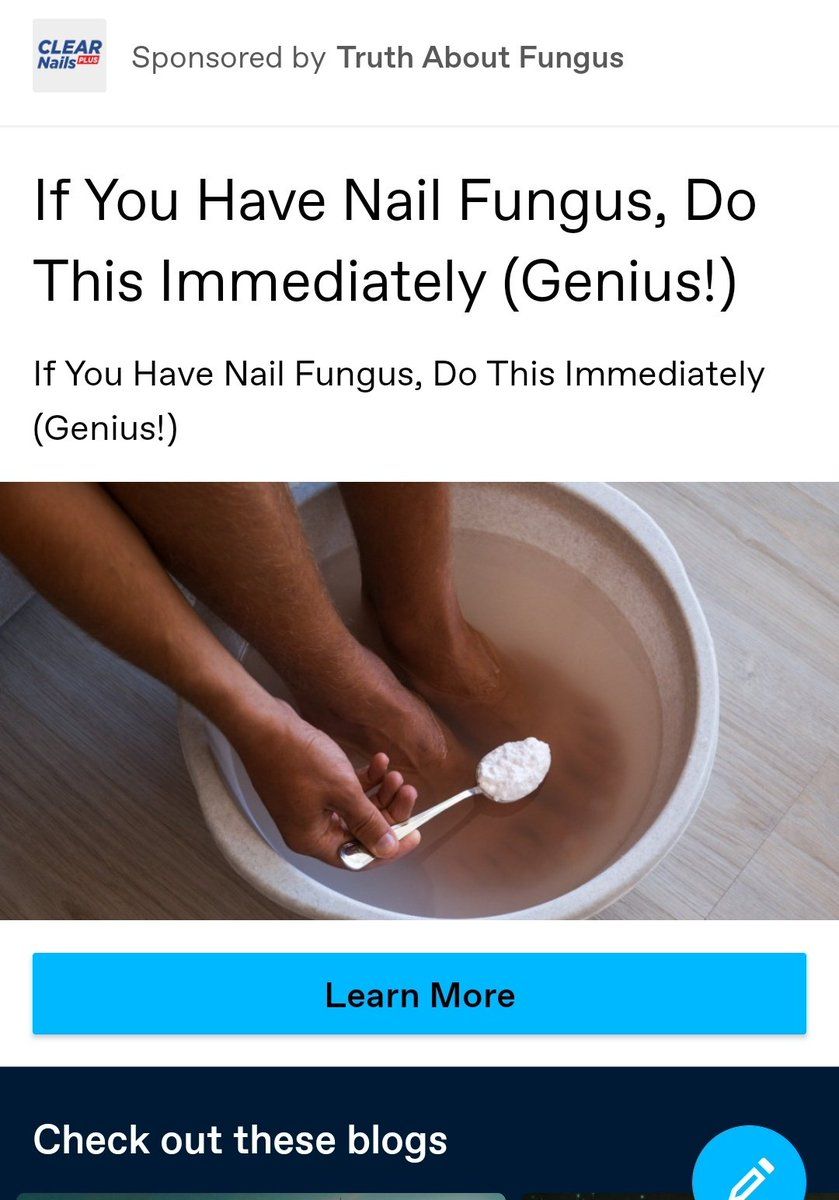 CLEAR
Nails PLUS
Sponsored by Truth About Fungus
If You Have Nail Fungus, Do
This Immediately (Genius!)
If You Have Nail Fungus, Do This Immediately
(Genius!)
Learn More
Check out these blogs